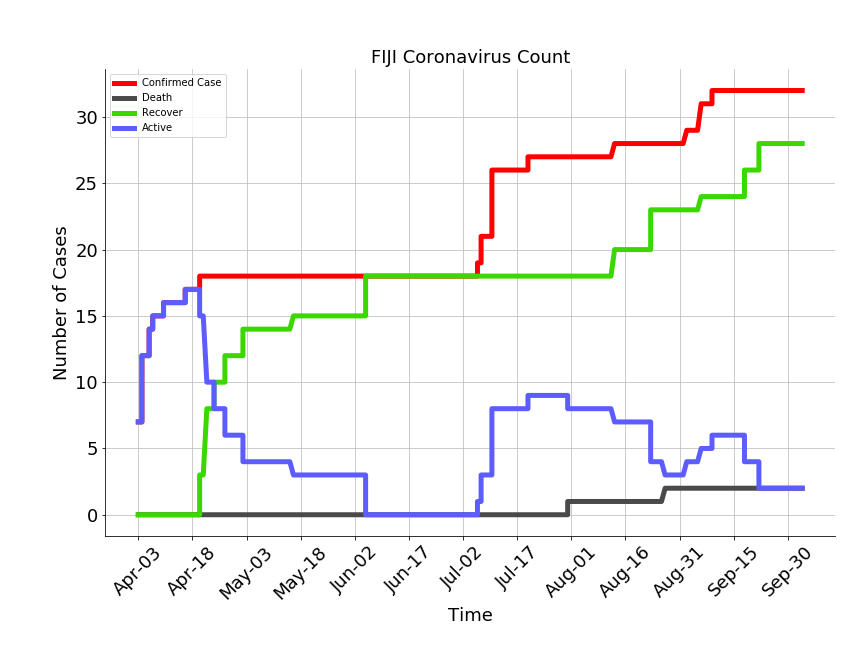 FIJI Coronavirus Count
Confirmed Case
Death
Recover
Active
Number of Cases
30
25
20
15
10
5
0
Apr-03
Apr-18
May-03
May-18
Jun-02
Jun-17
Jul-02
Jul-17
Aug-01
Aug-16
Aug-31
Sep-15
Sep-30
Time